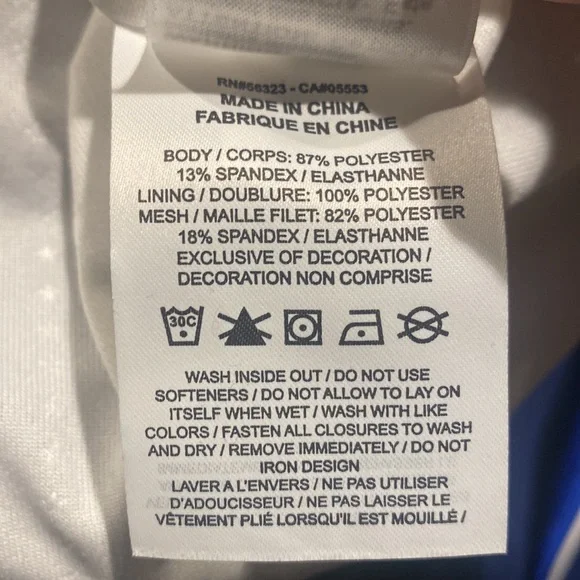 RN#56323 - CA#05553
MADE IN CHINA
FABRIQUE EN CHINE
BODY / CORPS: 87% POLYESTER
13% SPANDEX / ELASTHANNE
LINING / DOUBLURE: 100% POLYESTER
MESH / MAILLE FILET: 82% POLYESTER
18% SPANDEX / ELASTHANNE
EXCLUSIVE OF DECORATION /
DECORATION NON COMPRISE
30C
WASH INSIDE OUT / DO NOT USE
SOFTENERS / DO NOT ALLOW TO LAY ON
ITSELF WHEN WET / WASH WITH LIKE
COLORS / FASTEN ALL CLOSURES TO WASH
AND DRY / REMOVE IMMEDIATELY / DO NOT
IRON DESIGN
LAVER A L'ENVERS / NE PAS UTILISER
D'ADOUCISSEUR / NE PAS LAISSER LE
VÊTEMENT PLIÉ LORSQU'IL EST MOUILLÉ /